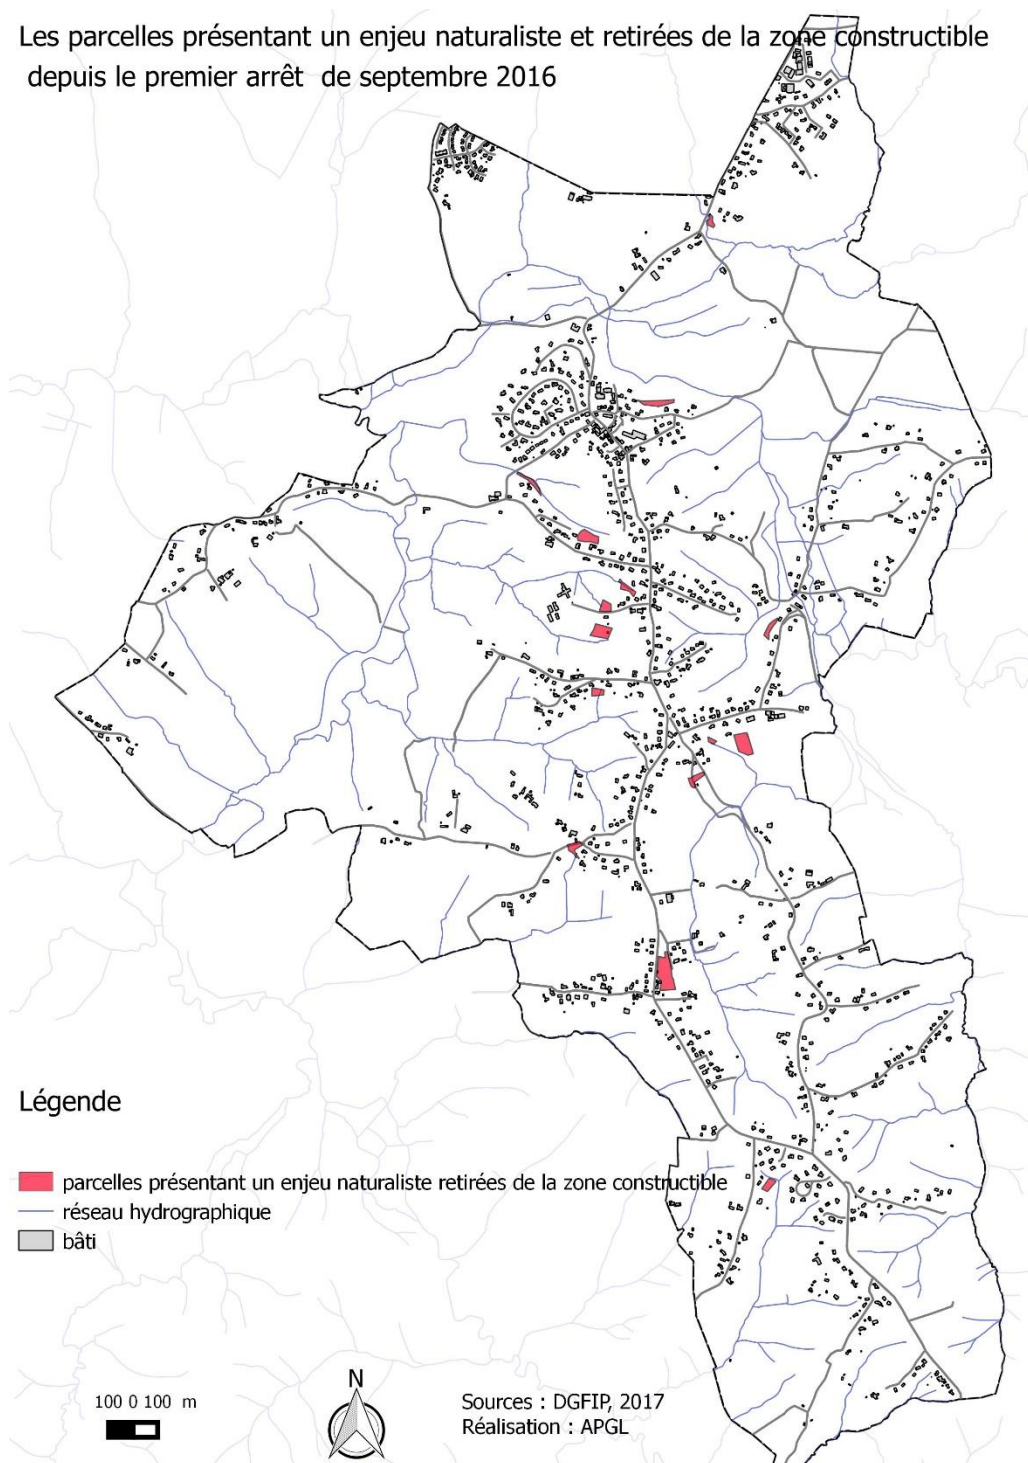 Les parcelles présentant un enjeu naturaliste et retirées de la zone constructible
depuis le premier arrêt de septembre 2016
Légende
parcelles présentant un enjeu naturaliste retirées de la zone constructible
réseau hydrographique
bâti
100 0 100 m
N
Sources : DGFIP, 2017
Réalisation : APGL